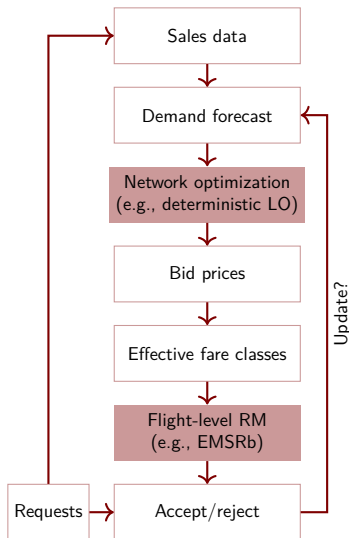 Sales data
Demand forecast
Network optimization
(e.g., deterministic LO)
Bid prices
Update?
Effective fare classes
Flight-level RM
(e.g., EMSRb)
Requests
Accept/reject